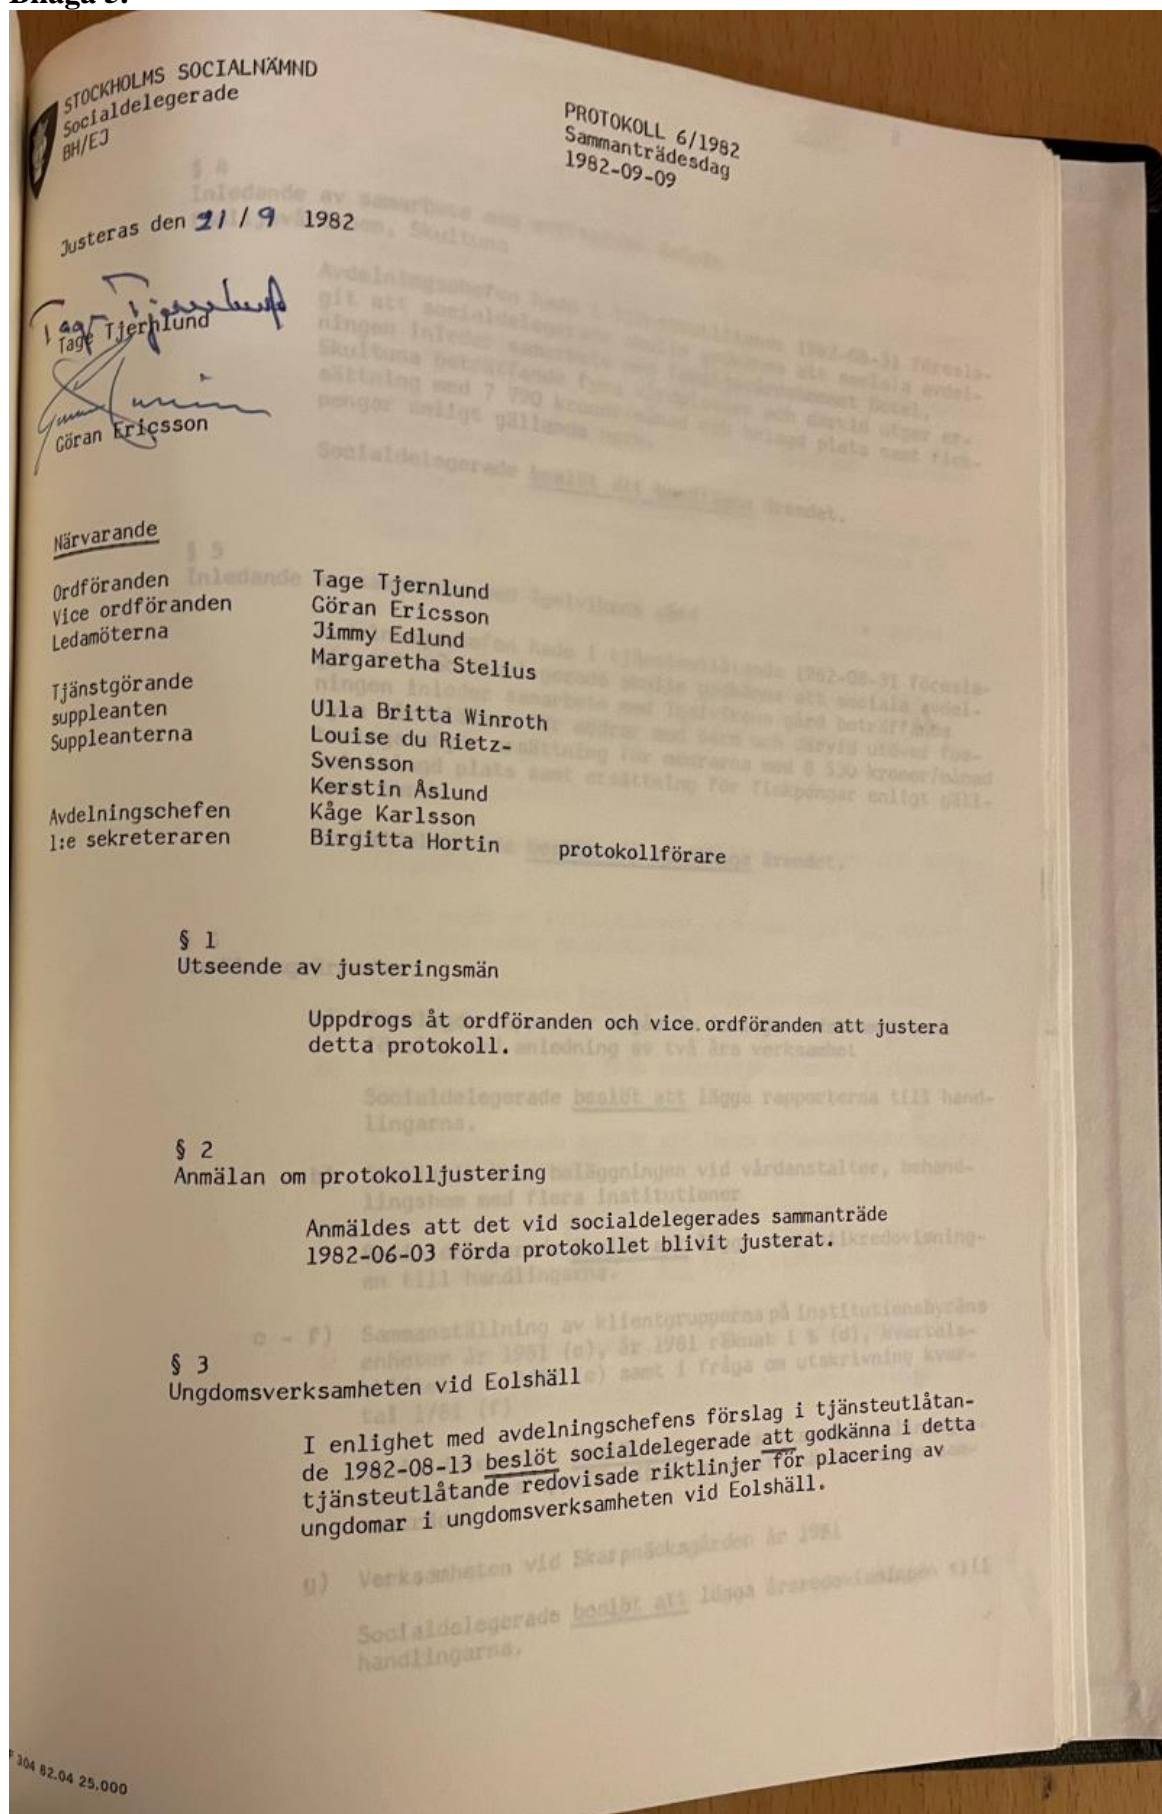 Bilaga 5.
STOCKHOLMS SOCIALNÄMND
Socialdelegerade
BH/EJ
PROTOKOLL 6/1982
Sammanträdesdag
1982-09-09
Justeras den 21/9 1982
Tage Tjernlund
Göran Ericsson
Närvarande
Ordföranden Tage Tjernlund
Vice ordföranden Göran Ericsson
Ledamöterna Jimmy Edlund
Margaretha Stelius
Tjänstgörande
suppleanten Ulla Britta Winroth
Suppleanterna Louise du Rietz-
Svensson
Kerstin Åslund
Avdelningschefen Kåge Karlsson
1:e sekreteraren Birgitta Hortin protokollförare
§ 1
Utseende av justeringsmän
Uppdrogs åt ordföranden och vice ordföranden att justera
detta protokoll.
§ 2
Anmälan om protokolljustering
Anmäldes att det vid socialdelegerades sammanträde
1982-06-03 förda protokollet blivit justerat.
§ 3
Ungdomsverksamheten vid Eolshäll
I enlighet med avdelningschefens förslag i tjänsteutlåtan-
de 1982-08-13 beslöt socialdelegerade att godkänna i detta
tjänsteutlåtande redovisade riktlinjer för placering av
ungdomar i ungdomsverksamheten vid Eolshäll.
304 82.04 25.000